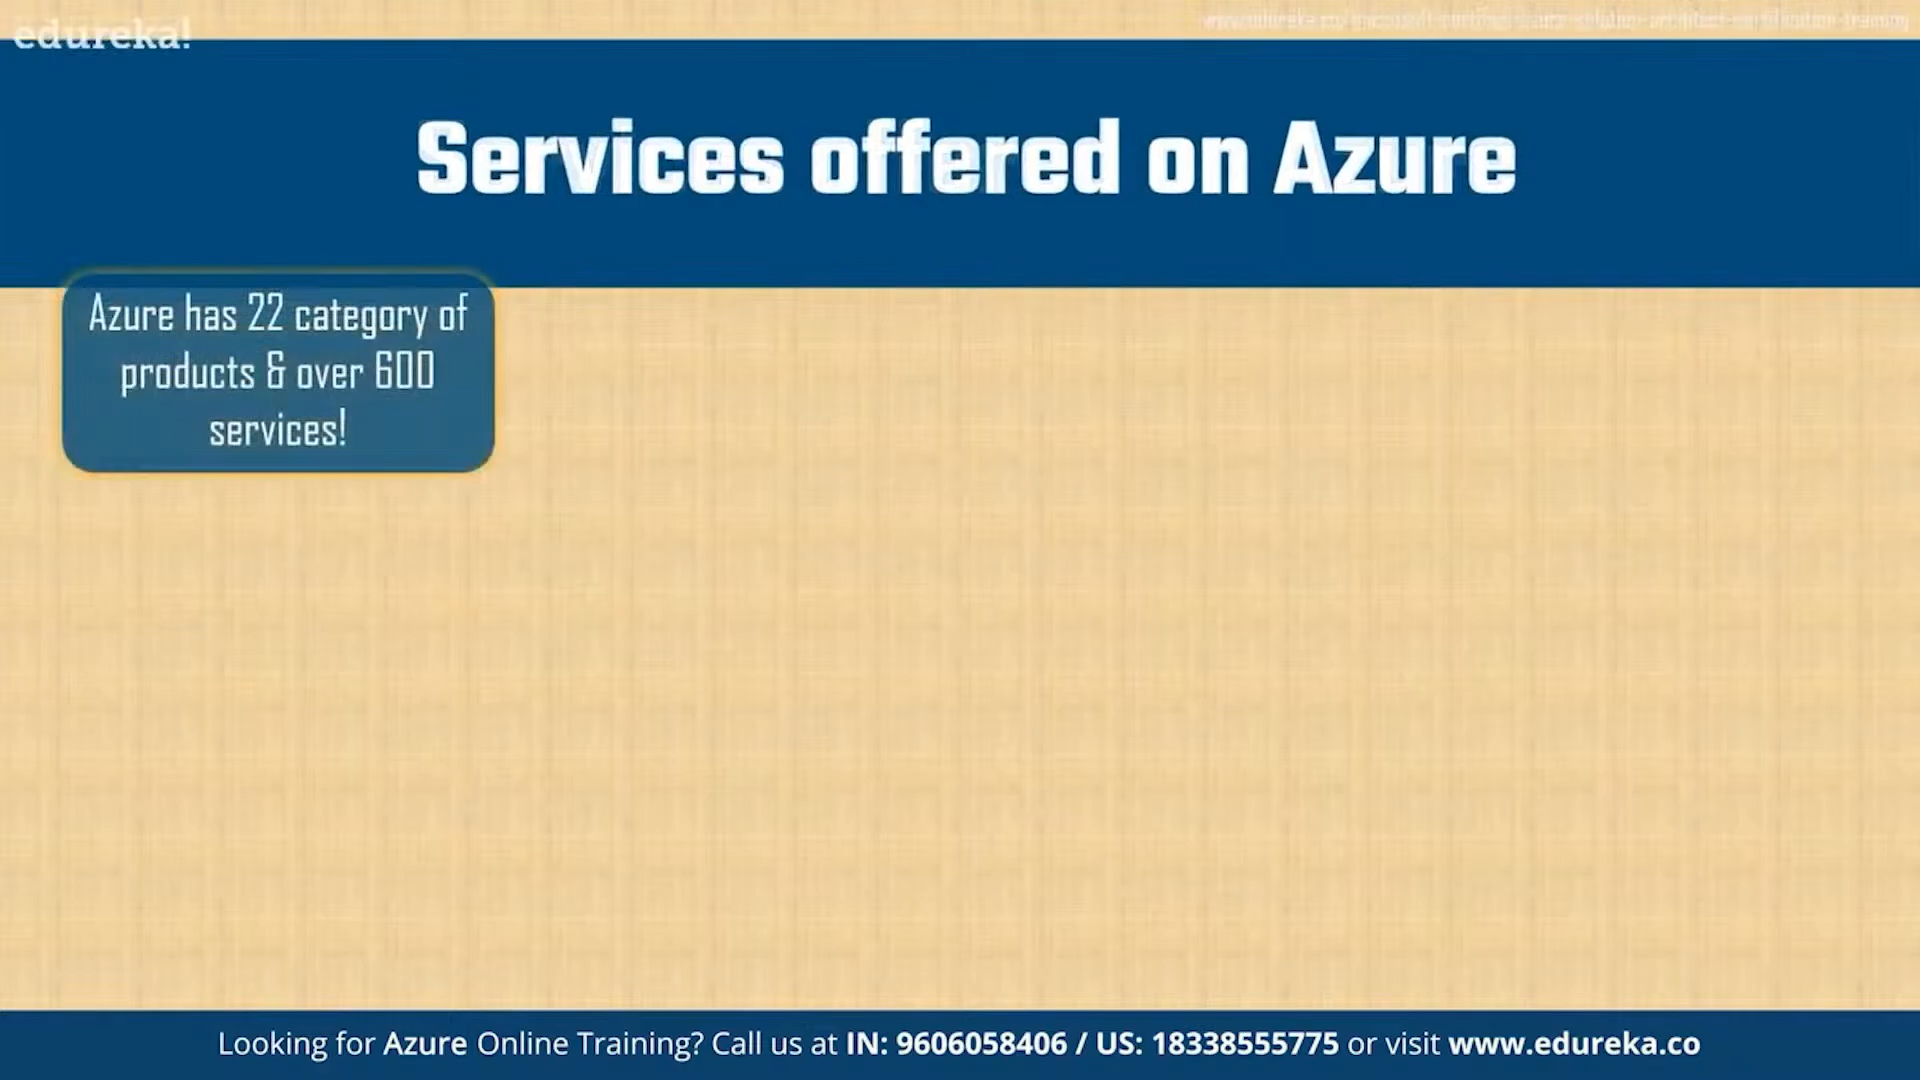 edureka!
Services offered on Azure
Azure has 22 category of
products & over 600
services!
Looking for Azure Online Training? Call us at IN: 9606058406 / US: 18338555775 or visit www.edureka.co